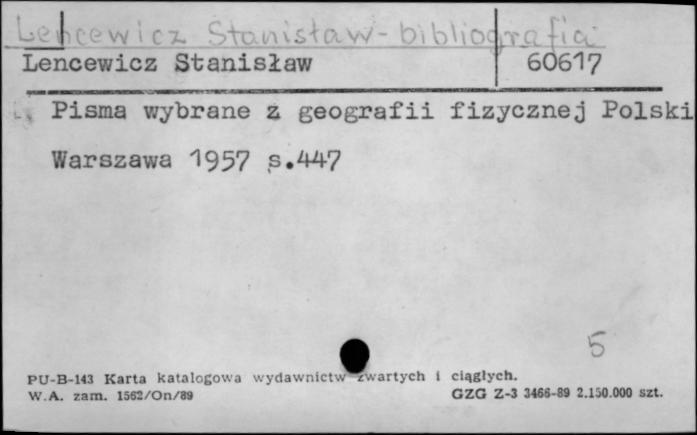 Lencewicz Stanisław - bibliografia
Lencewicz Stanisław 60617
Pisma wybrane z geografii fizycznej Polski
Warszawa 1957 s.447
5
PU-B-143 Karta katalogowa wydawnictw zwartych i ciągłych.
W.A. zam. 1562/On/89 GZG Z-3 3466-89 2.150.000 szt.